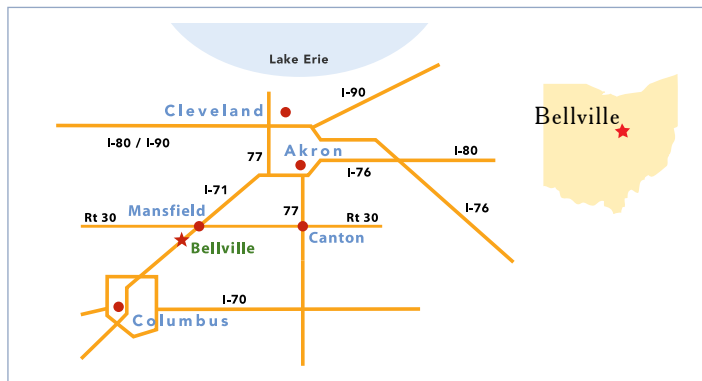 Lake Erie
I-90
Cleveland
Bellville
I-80 / I-90
77
Akron
I-80
I-76
I-71
Mansfield
77
Rt 30
Rt 30
I-76
Canton
Bellville
I-70
Columbus